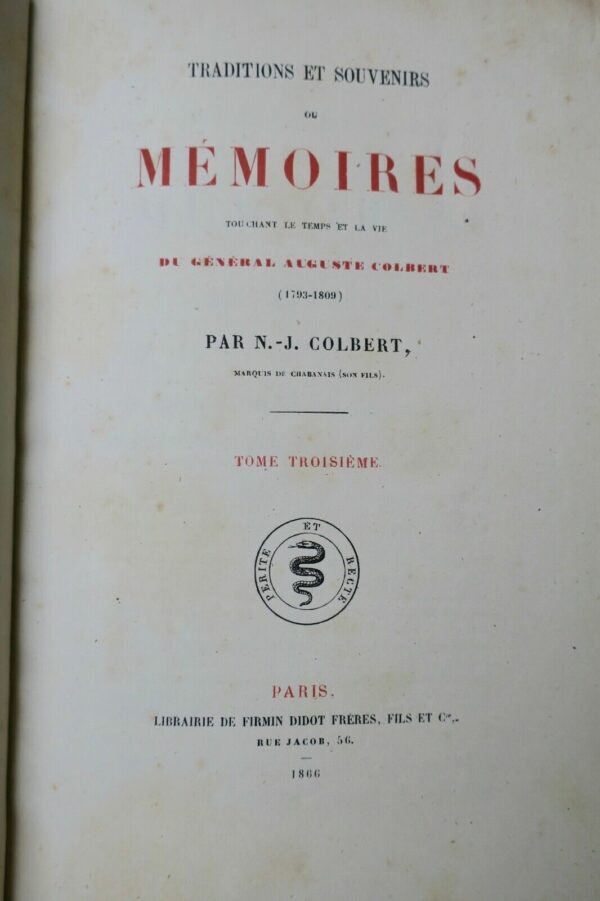 TRADITIONS ET SOUVENIRS
OU
MÉMOIRES
TOUCHANT LE TEMPS ET LA VIE
DU GÉNÉRAL AUGUSTE COLBERT
(1793-1809)
PAR N.-J. COLBERT,
MARQUIS DE CHABANAIS (SON FILS).
TOME TROISIÈME
PERITE ET RECTE
PARIS.
LIBRAIRIE DE FIRMIN DIDOT FRÈRES, FILS ET Cie,
RUE JACOB, 56.
1866